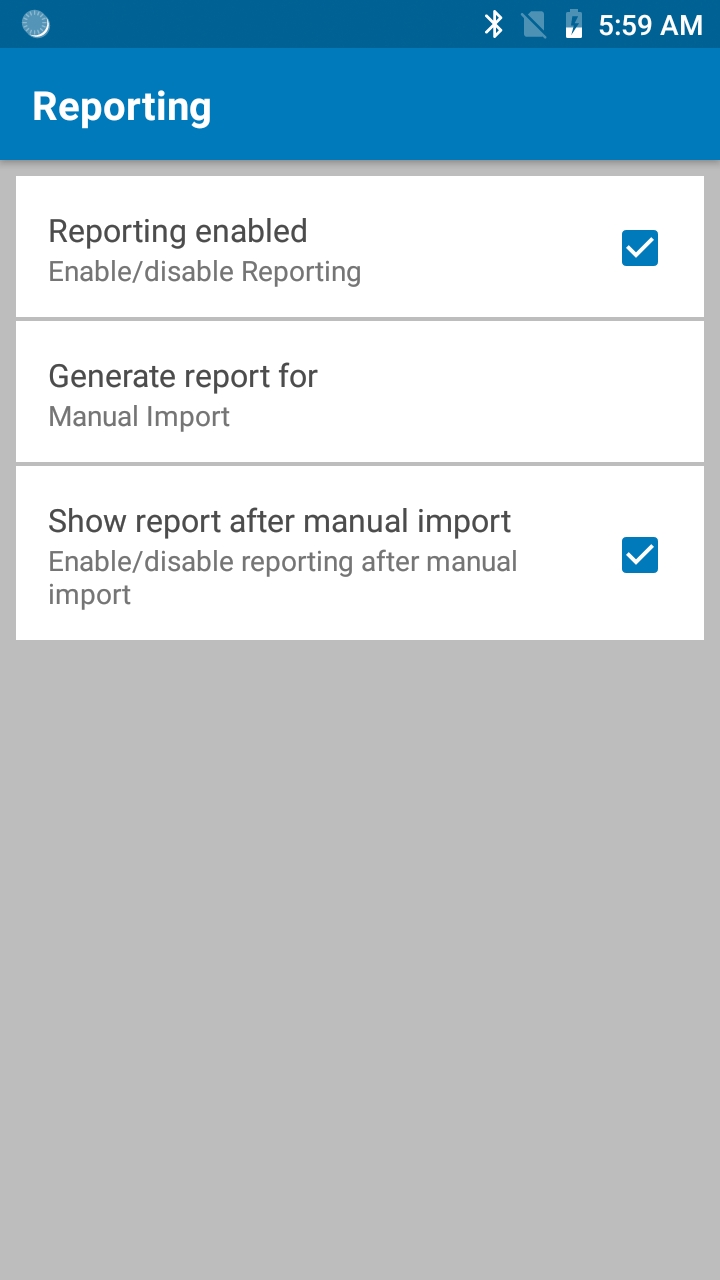 5:59 AM
Reporting
Reporting enabled
Enable/disable Reporting
Generate report for
Manual Import
Show report after manual import
Enable/disable reporting after manual
import